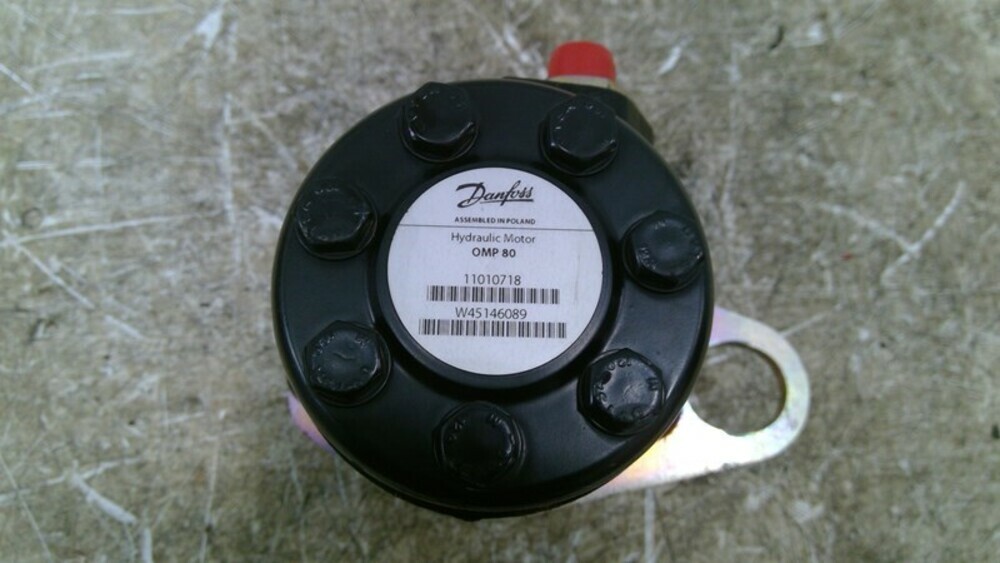 Danfoss
ASSEMBLED IN POLAND
Hydraulic Motor
OMP 80
11010718
W45146089